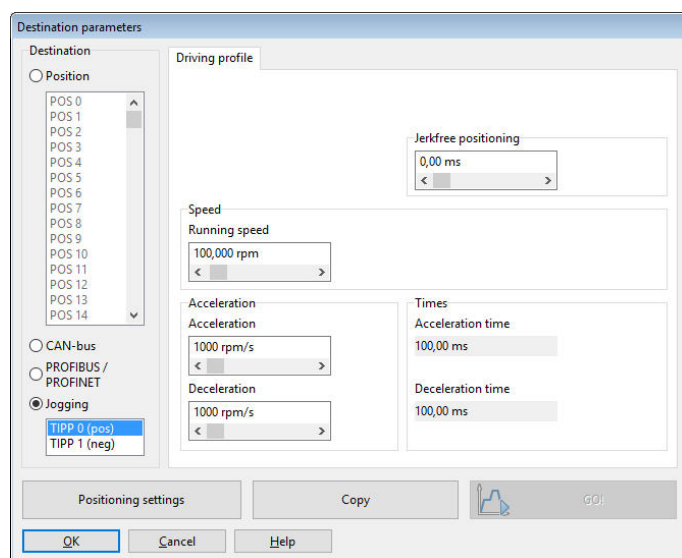 Destination parameters
Destination
Position
POS 0
POS 1
POS 2
POS 3
POS 4
POS 5
POS 6
POS 7
POS 8
POS 9
POS 10
POS 11
POS 12
POS 13
POS 14
CAN-bus
PROFIBUS /
PROFINET
Jogging
TIPP 0 (pos)
TIPP 1 (neg)
Driving profile
Jerkfree positioning
0,00 ms
Speed
Running speed
100,000 rpm
Acceleration
Acceleration
1000 rpm/s
Deceleration
1000 rpm/s
Times
Acceleration time
100,00 ms
Deceleration time
100,00 ms
Positioning settings
Copy
GO!
OK
Cancel
Help